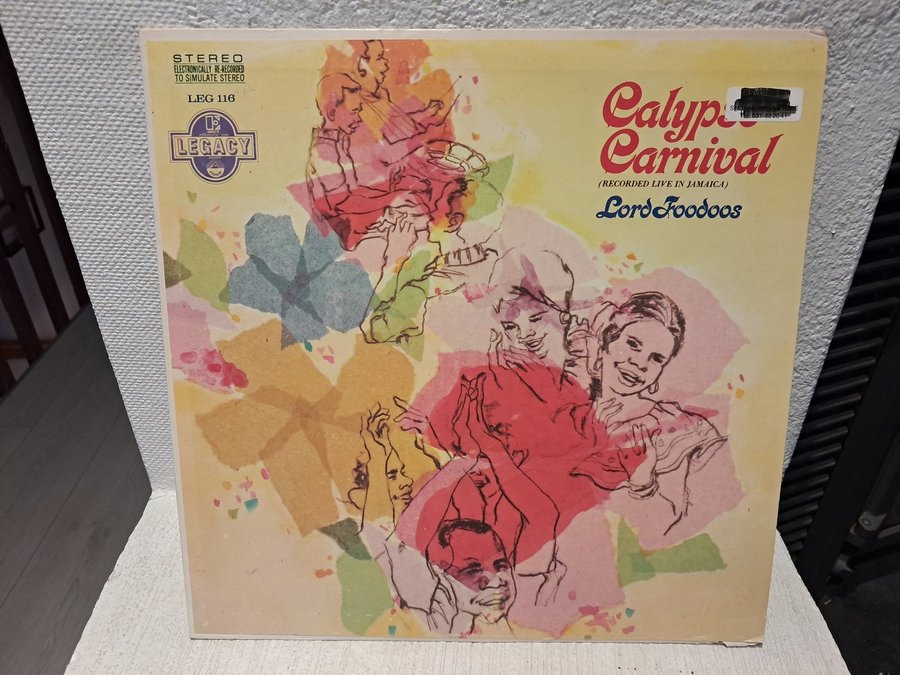 STEREO
ELECTRONICALLY RE-RECORDED
TO SIMULATE STEREO
LEG 116
E
LEGACY
Calypso
Carnival
(RECORDED LIVE IN JAMAICA)
Lord Foodoos